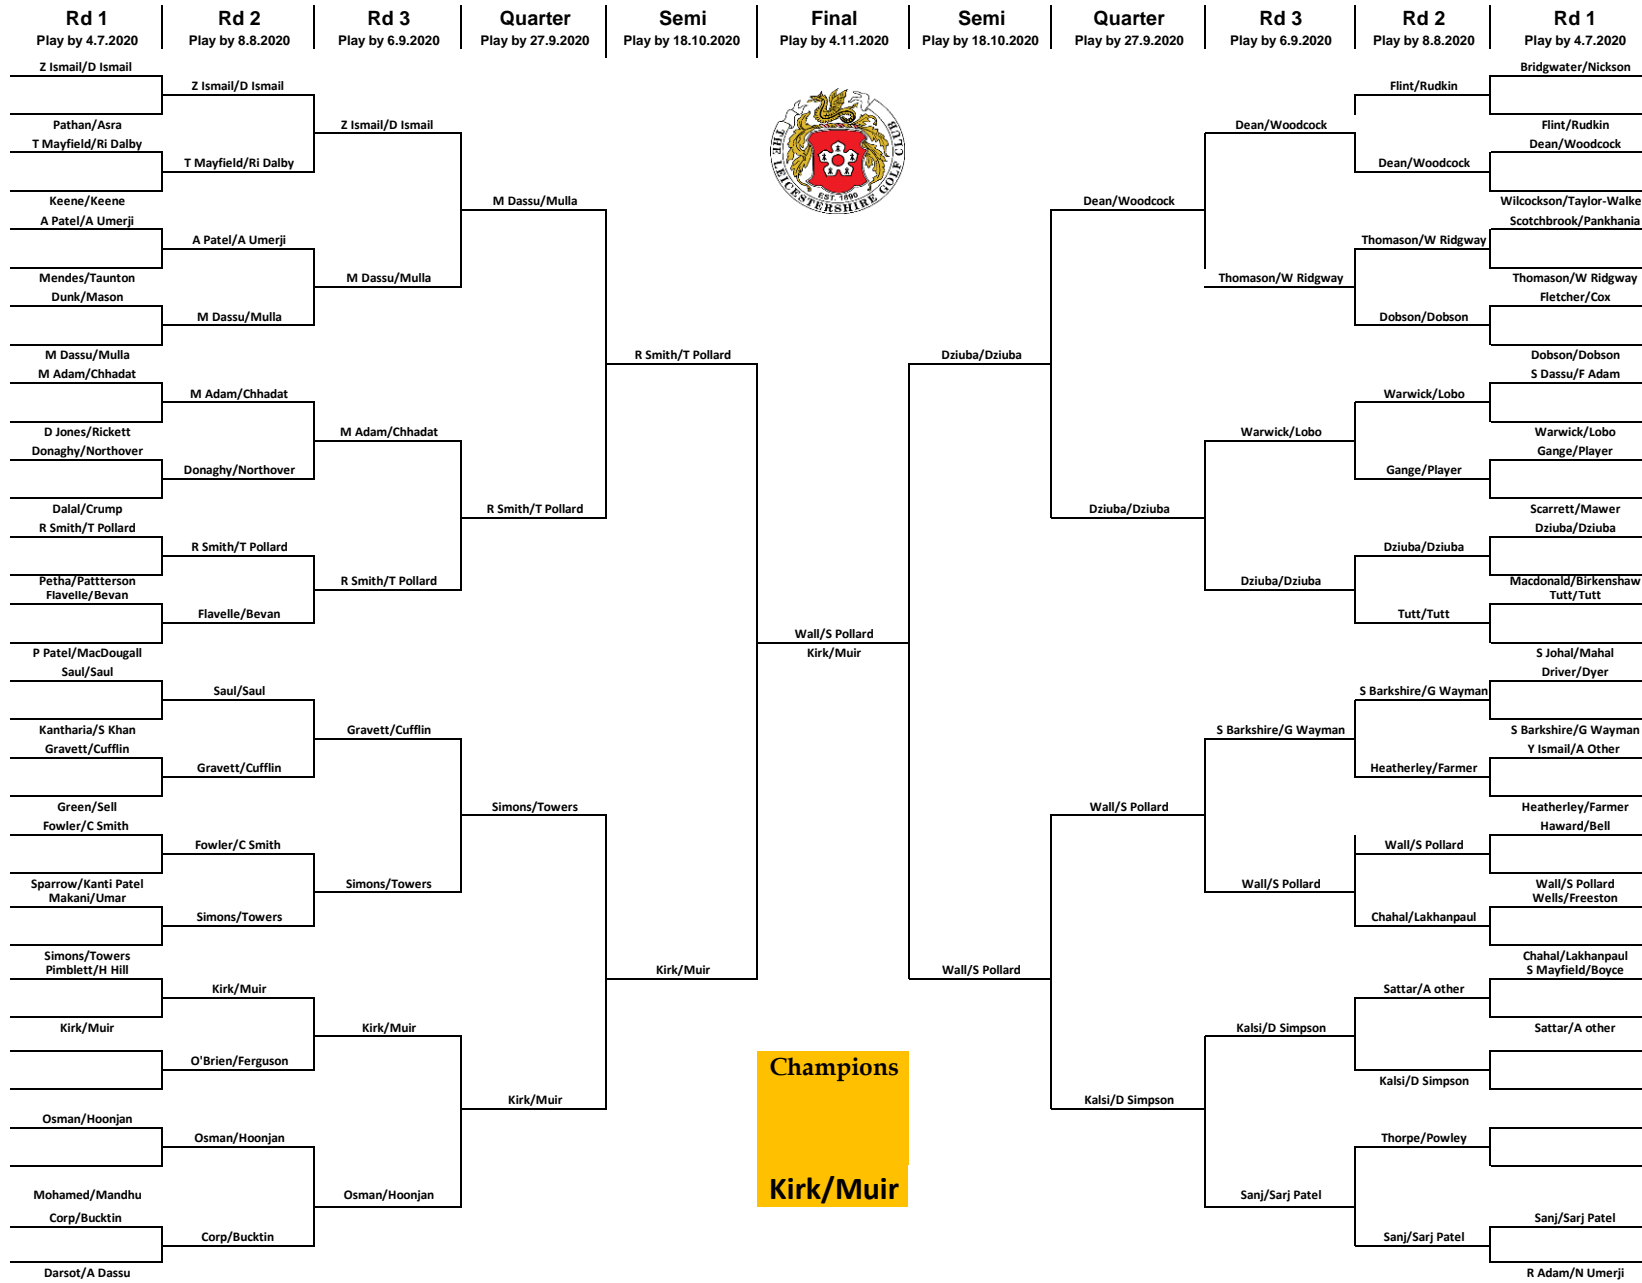 Rd 1 Rd 2 Rd 3 Quarter Semi Final Semi Quarter Rd 3 Rd 2 Rd 1
Play by 4.7.2020 Play by 8.8.2020 Play by 6.9.2020 Play by 27.9.2020 Play by 18.10.2020 Play by 4.11.2020 Play by 18.10.2020 Play by 27.9.2020 Play by 6.9.2020 Play by 8.8.2020 Play by 4.7.2020
Z Ismail/D Ismail Bridgwater/Nickson
Z Ismail/D Ismail Flint/Rudkin
Pathan/Asra Z Ismail/D Ismail Dean/Woodcock Flint/Rudkin
T Mayfield/Ri Dalby Dean/Woodcock
T Mayfield/Ri Dalby Dean/Woodcock
THE LEICESTERSHIRE GOLF CLUB
EST. 1890
Keene/Keene M Dassu/Mulla Dean/Woodcock Wilcockson/Taylor-Walke
A Patel/A Umerji Scotchbrook/Pankhania
A Patel/A Umerji Thomason/W Ridgway
Mendes/Taunton M Dassu/Mulla Thomason/W Ridgway Thomason/W Ridgway
Dunk/Mason Fletcher/Cox
M Dassu/Mulla Dobson/Dobson
M Dassu/Mulla R Smith/T Pollard Dziuba/Dziuba Dobson/Dobson
M Adam/Chhadat S Dassu/F Adam
M Adam/Chhadat Warwick/Lobo
D Jones/Rickett M Adam/Chhadat Warwick/Lobo Warwick/Lobo
Donaghy/Northover Gange/Player
Donaghy/Northover Gange/Player
Dalal/Crump R Smith/T Pollard Dziuba/Dziuba Scarrett/Mawer
R Smith/T Pollard Dziuba/Dziuba
R Smith/T Pollard Dziuba/Dziuba
Petha/Pattterson R Smith/T Pollard Dziuba/Dziuba Macdonald/Birkenshaw
Flavelle/Bevan Tutt/Tutt
Flavelle/Bevan Tutt/Tutt
Wall/S Pollard
P Patel/MacDougall Kirk/Muir S Johal/Mahal
Saul/Saul Driver/Dyer
Saul/Saul S Barkshire/G Wayman
Kantharia/S Khan Gravett/Cufflin S Barkshire/G Wayman S Barkshire/G Wayman
Gravett/Cufflin Y Ismail/A Other
Gravett/Cufflin Heatherley/Farmer
Green/Sell Simons/Towers Wall/S Pollard Heatherley/Farmer
Fowler/C Smith Haward/Bell
Fowler/C Smith Wall/S Pollard
Sparrow/Kanti Patel Simons/Towers Wall/S Pollard Wall/S Pollard
Makani/Umar Wells/Freeston
Simons/Towers Chahal/Lakhanpaul
Simons/Towers Chahal/Lakhanpaul
Pimblett/H Hill Kirk/Muir Wall/S Pollard S Mayfield/Boyce
Kirk/Muir Sattar/A other
Kirk/Muir Kirk/Muir Kalsi/D Simpson Sattar/A other
O'Brien/Ferguson Champions Kalsi/D Simpson
Kirk/Muir Kalsi/D Simpson
Osman/Hoonjan
Osman/Hoonjan Thorpe/Powley
Mohamed/Mandhu Osman/Hoonjan Kirk/Muir Sanj/Sarj Patel
Corp/Bucktin Sanj/Sarj Patel
Corp/Bucktin Sanj/Sarj Patel
Darsot/A Dassu R Adam/N Umerji